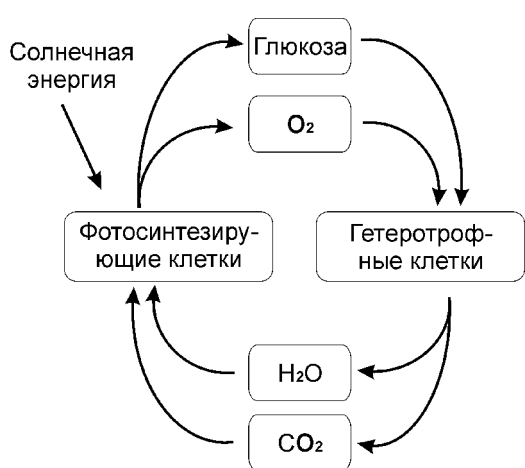 Глюкоза
Солнечная
энергия
O₂
Фотосинтезиру-
ющие клетки
Гетеротроф-
ные клетки
H₂O
CO₂